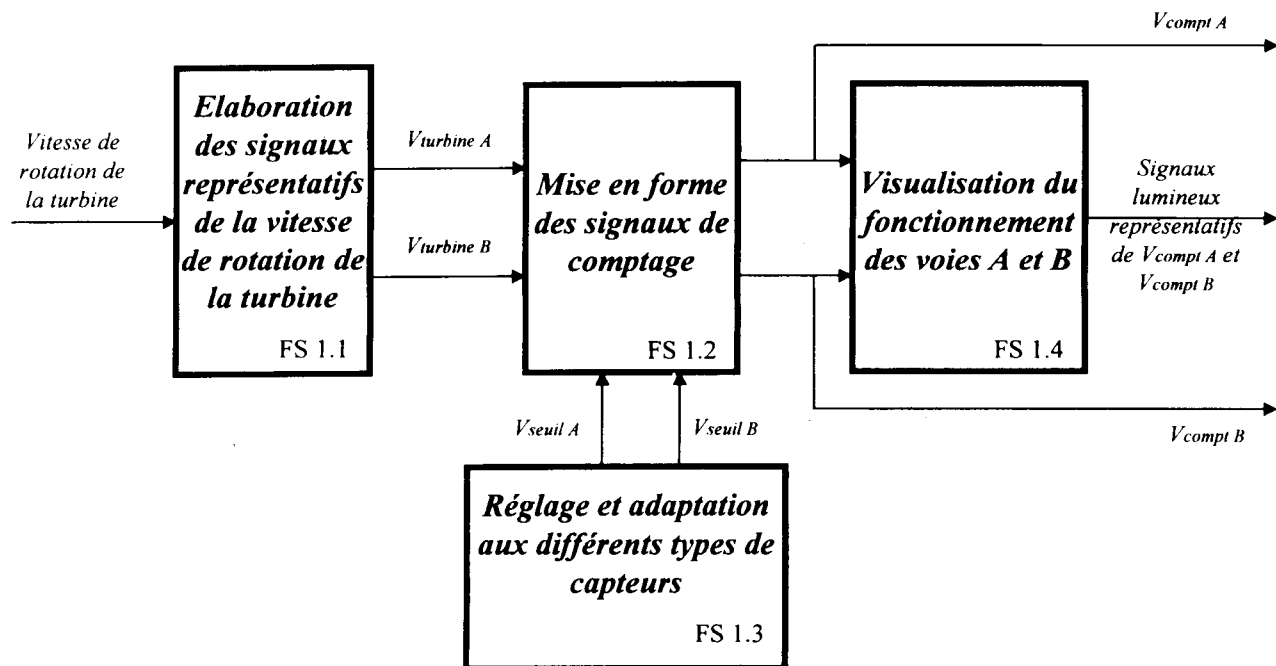 Vcompt A
Vitesse de
rotation de
la turbine
Elaboration
des signaux
représentatifs
de la vitesse
de rotation de
la turbine
FS 1.1
Vturbine A
Vturbine B
Mise en forme
des signaux de
comptage
FS 1.2
Visualisation du
fonctionnement
des voies A et B
FS 1.4
Signaux
lumineux
représentatifs
de Vcompt A et
Vcompt B
Vcompt B
Vseuil A
Vseuil B
Réglage et adaptation
aux différents types de
capteurs
FS 1.3